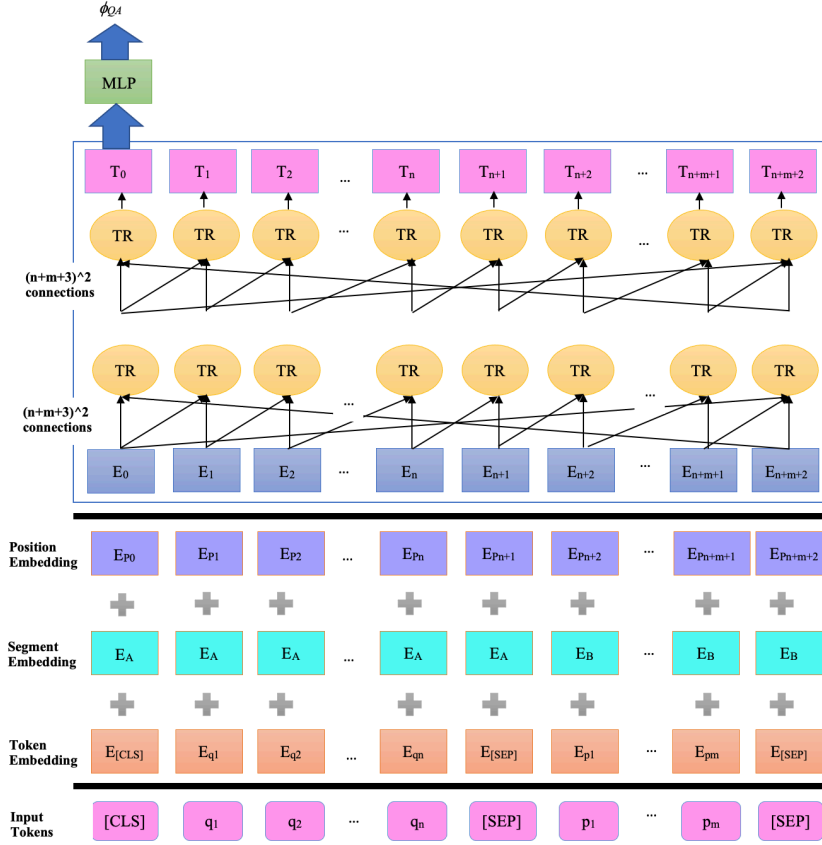 ϕQA
MLP
T0 T1 T2 ... Tn Tn+1 Tn+2 ... Tn+m+1 Tn+m+2
TR TR TR ... TR TR TR ... TR TR
(n+m+3)^2
connections
TR TR TR TR TR TR TR TR
... ...
(n+m+3)^2
connections
...
E0 E1 E2 ... En En+1 En+2 ... En+m+1 En+m+2
Position
Embedding
EP0 EP1 EP2 ... EPn EPn+1 EPn+2 ... EPn+m+1 EPn+m+2
Segment
Embedding
EA EA EA ... EA EA EB ... EB EB
Token
Embedding
E[CLS] Eq1 Eq2 ... Eqn E[SEP] Ep1 ... Epm E[SEP]
Input
Tokens
[CLS] q1 q2 ... qn [SEP] p1 ... pm [SEP]